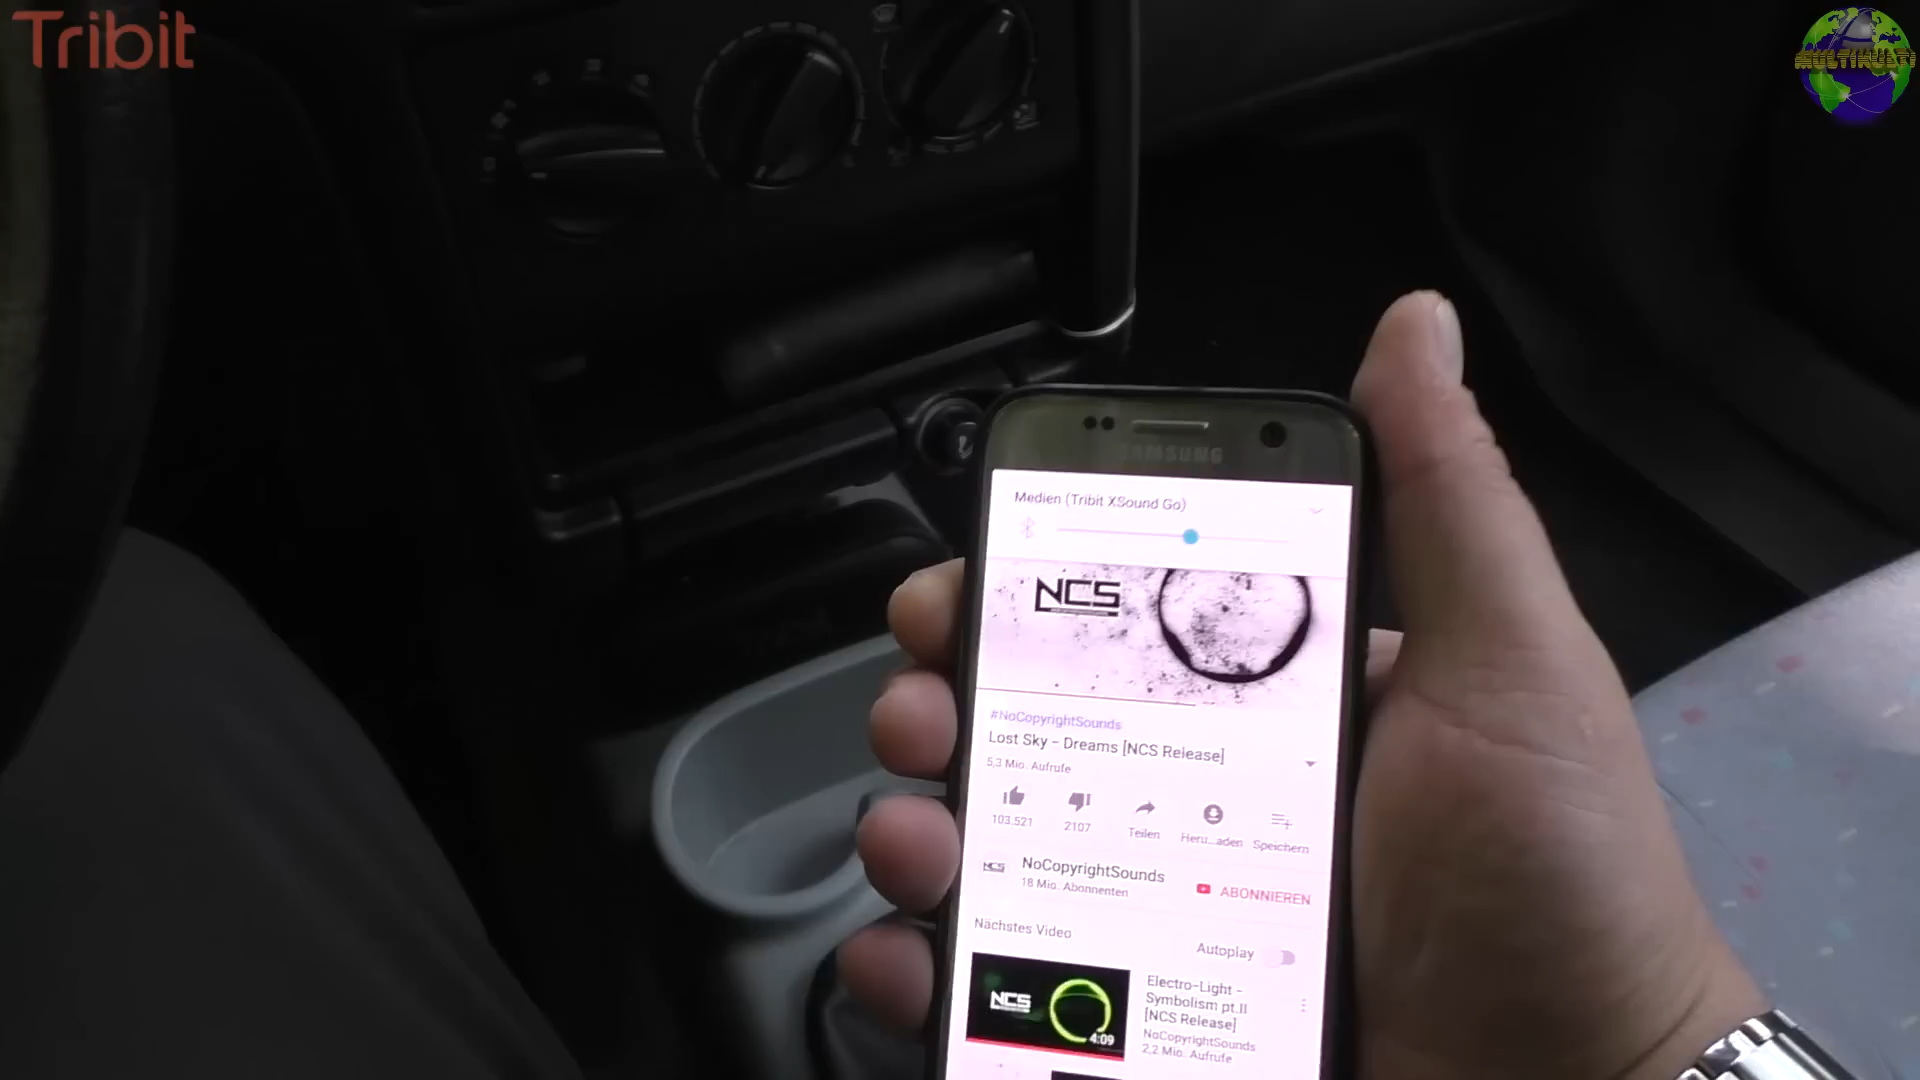 Tribit
MULTIKULTI
SAMSUNG
Medien (Tribit XSound Go)
NCS
#NoCopyrightSounds
Lost Sky - Dreams [NCS Release]
5,3 Mio. Aufrufe
103.521
2107
Teilen
Heru...aden
Speichern
NCS
NoCopyrightSounds
18 Mio. Abonnenten
ABONNIEREN
Nächstes Video
Autoplay
NCS
4:09
Electro-Light -
Symbolism pt.II
[NCS Release]
NoCopyrightSounds
2,2 Mio. Aufrufe